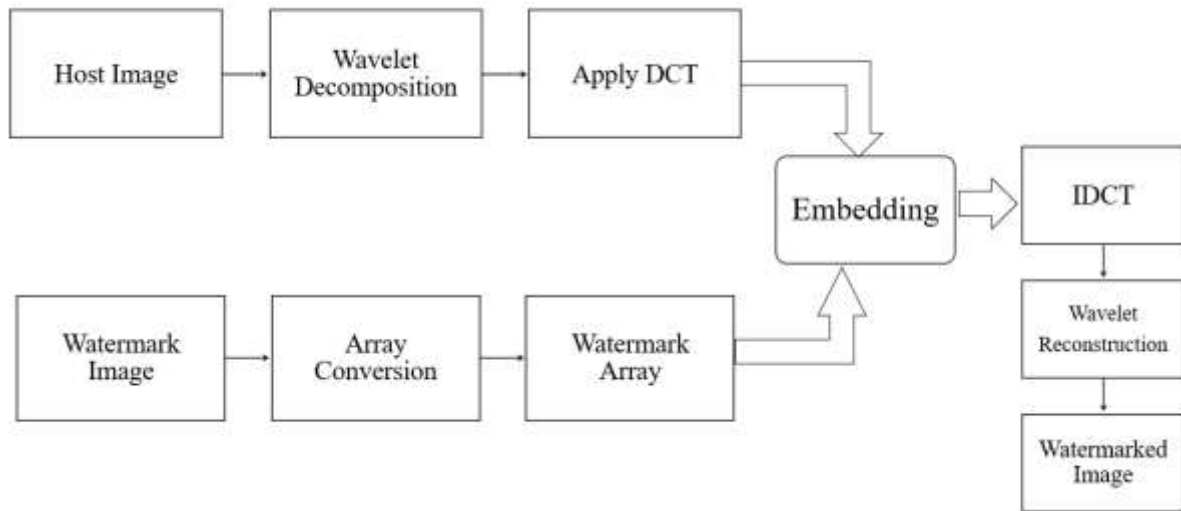 Host Image
Wavelet
Decomposition
Apply DCT
Embedding
IDCT
Watermark
Image
Array
Conversion
Watermark
Array
Wavelet
Reconstruction
Watermarked
Image